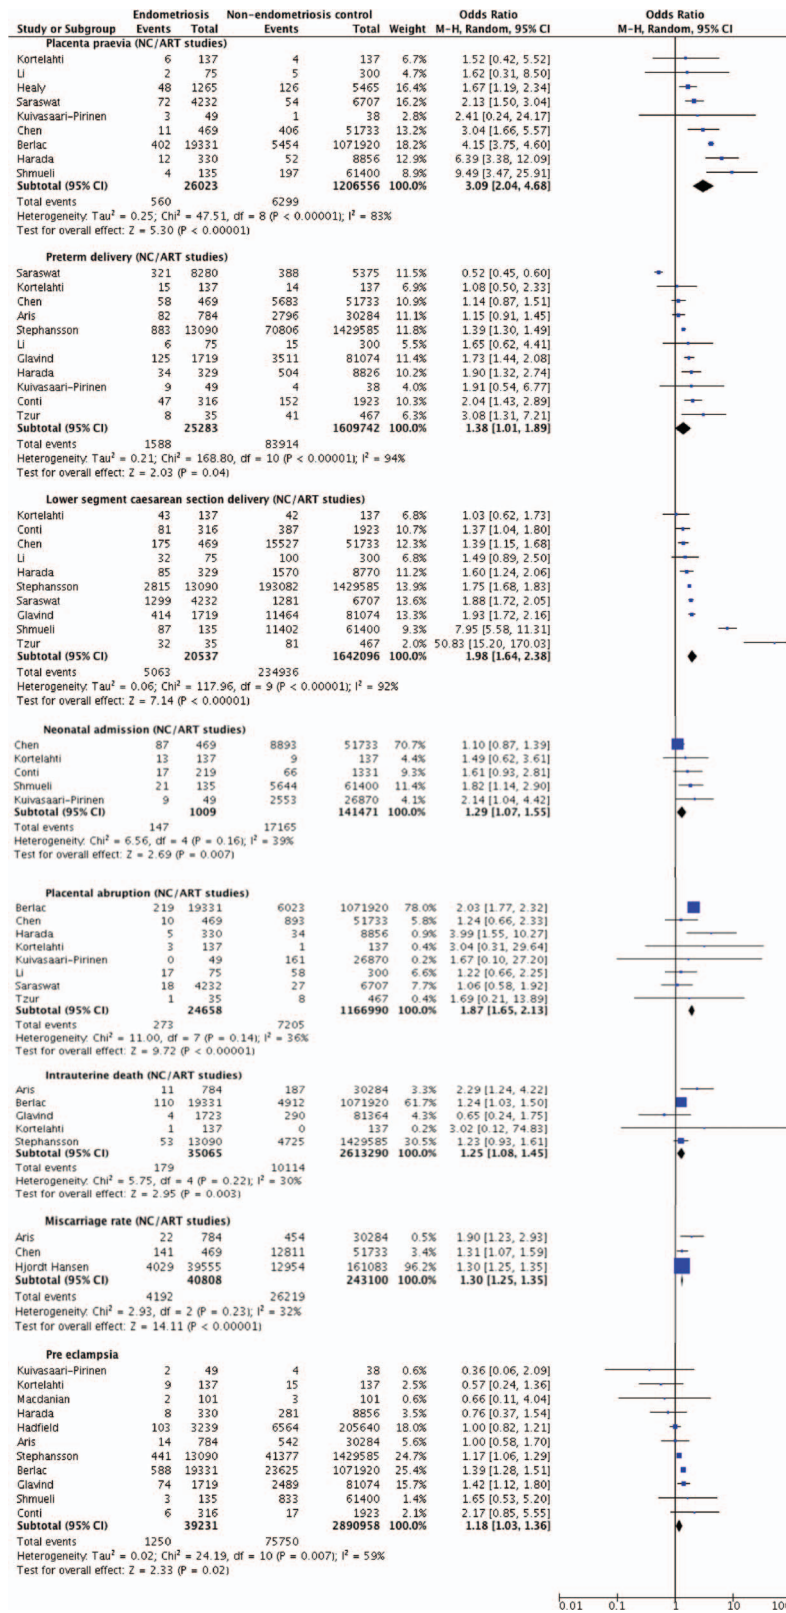 Endometriosis Non-endometriosis control Odds Ratio Odds Ratio
Study or Subgroup Events Total Events Total Weight M-H, Random, 95% CI M-H, Random, 95% CI
Placenta praevia (NC/ART studies)
Kortelahti 6 137 4 137 6.7% 1.52 [0.42, 5.52]
Li 2 75 5 300 4.7% 1.62 [0.31, 8.50]
Healy 48 1265 126 5465 16.4% 1.67 [1.19, 2.34]
Saraswat 72 4232 54 6707 16.2% 2.13 [1.50, 3.04]
Kuivasaari-Pirinen 3 49 1 38 2.0% 2.41 [0.24, 24.17]
Chen 11 469 406 51733 10.9% 3.04 [1.66, 5.57]
Berlac 402 19331 5454 1071920 18.2% 4.15 [3.75, 4.60]
Harada 12 330 52 8856 12.9% 6.39 [3.38, 12.09]
Shmueli 4 135 197 61400 8.9% 9.49 [3.47, 25.91]
Subtotal (95% CI) 26023 1206556 100.0% 3.09 [2.04, 4.68]
Total events 560 6299
Heterogeneity: Tau² = 0.25; Chi² = 47.51, df = 8 (P < 0.00001); I² = 83%
Test for overall effect: Z = 5.30 (P < 0.00001)
Preterm delivery (NC/ART studies)
Saraswat 321 8280 388 5375 11.5% 0.52 [0.45, 0.60]
Kortelahti 15 137 14 137 6.9% 1.08 [0.50, 2.33]
Chen 58 469 5683 51733 10.9% 1.14 [0.87, 1.51]
Aris 82 784 2796 30284 11.1% 1.15 [0.91, 1.45]
Stephansson 883 13090 70806 1429585 11.8% 1.39 [1.30, 1.49]
Li 6 75 15 300 5.4% 1.65 [0.62, 4.41]
Glavind 125 1719 3511 81074 11.4% 1.73 [1.44, 2.08]
Harada 34 329 504 8826 10.2% 1.90 [1.32, 2.74]
Kuivasaari-Pirinen 9 49 4 38 4.0% 1.91 [0.54, 6.77]
Conti 47 316 152 1923 10.4% 2.04 [1.43, 2.89]
Tzur 8 35 41 467 6.3% 3.08 [1.31, 7.21]
Subtotal (95% CI) 25283 1609742 100.0% 1.38 [1.01, 1.89]
Total events 1588 83914
Heterogeneity: Tau² = 0.21; Chi² = 168.80, df = 10 (P < 0.00001); I² = 94%
Test for overall effect: Z = 2.03 (P = 0.04)
Lower segment caesarean section delivery (NC/ART studies)
Kortelahti 43 137 42 137 6.8% 1.03 [0.62, 1.73]
Conti 81 316 387 1923 10.7% 1.37 [1.04, 1.80]
Chen 175 469 15527 51733 12.3% 1.39 [1.15, 1.68]
Li 32 75 100 300 6.8% 1.49 [0.89, 2.50]
Harada 85 329 1570 8770 11.2% 1.60 [1.24, 2.06]
Stephansson 2815 13090 193082 1429585 13.9% 1.75 [1.68, 1.83]
Saraswat 1299 4232 1281 6707 13.6% 1.88 [1.72, 2.05]
Glavind 414 1719 11464 81074 13.3% 1.93 [1.72, 2.16]
Shmueli 87 135 11402 61400 9.3% 7.95 [5.58, 11.31]
Tzur 32 35 81 467 2.2% 50.83 [15.20, 170.03]
Subtotal (95% CI) 20537 1642096 100.0% 1.98 [1.64, 2.38]
Total events 5063 234936
Heterogeneity: Tau² = 0.06; Chi² = 117.96, df = 9 (P < 0.00001); I² = 92%
Test for overall effect: Z = 7.14 (P < 0.00001)
Neonatal admission (NC/ART studies)
Chen 87 469 8893 51733 70.7% 1.10 [0.87, 1.39]
Kortelahti 13 137 9 137 4.4% 1.49 [0.62, 3.61]
Conti 17 219 66 1331 9.3% 1.61 [0.93, 2.81]
Shmueli 21 135 5644 61400 11.4% 1.82 [1.14, 2.90]
Kuivasaari-Pirinen 9 49 2553 26870 4.1% 2.14 [1.04, 4.42]
Subtotal (95% CI) 1009 141471 100.0% 1.29 [1.07, 1.55]
Total events 147 17165
Heterogeneity: Chi² = 6.56, df = 4 (P = 0.16); I² = 39%
Test for overall effect: Z = 2.69 (P = 0.007)
Placental abruption (NC/ART studies)
Berlac 219 19331 6023 1071920 78.0% 2.03 [1.77, 2.32]
Chen 10 469 893 51733 5.8% 1.24 [0.66, 2.33]
Harada 5 330 34 8856 0.9% 3.99 [1.55, 10.27]
Kortelahti 3 137 1 137 0.4% 3.04 [0.31, 29.64]
Kuivasaari-Pirinen 0 49 161 26870 0.2% 1.67 [0.10, 27.20]
Li 17 75 58 300 6.6% 1.22 [0.66, 2.25]
Saraswat 18 4232 27 6707 7.7% 1.06 [0.58, 1.92]
Tzur 1 35 8 467 0.4% 1.69 [0.21, 13.89]
Subtotal (95% CI) 24658 1166990 100.0% 1.87 [1.65, 2.13]
Total events 273 7205
Heterogeneity: Chi² = 11.00, df = 7 (P = 0.14); I² = 36%
Test for overall effect: Z = 9.72 (P < 0.00001)
Intrauterine death (NC/ART studies)
Aris 11 784 187 30284 3.3% 2.29 [1.24, 4.22]
Berlac 110 19331 4912 1071920 61.7% 1.24 [1.03, 1.50]
Glavind 4 1723 290 81364 4.3% 0.65 [0.24, 1.75]
Kortelahti 1 137 0 137 0.2% 3.02 [0.12, 74.83]
Stephansson 53 13090 4725 1429585 30.5% 1.23 [0.93, 1.61]
Subtotal (95% CI) 35065 2613290 100.0% 1.25 [1.08, 1.45]
Total events 179 10114
Heterogeneity: Chi² = 5.75, df = 4 (P = 0.22); I² = 30%
Test for overall effect: Z = 2.95 (P = 0.003)
Miscarriage rate (NC/ART studies)
Aris 22 784 454 30284 0.5% 1.90 [1.23, 2.93]
Chen 141 469 12811 51733 3.4% 1.31 [1.07, 1.59]
Hjordt Hansen 4029 39555 12954 161083 96.2% 1.30 [1.25, 1.35]
Subtotal (95% CI) 40808 243100 100.0% 1.30 [1.25, 1.35]
Total events 4192 26219
Heterogeneity: Chi² = 2.93, df = 2 (P = 0.23); I² = 32%
Test for overall effect: Z = 14.11 (P < 0.00001)
Pre eclampsia
Kuivasaari-Pirinen 2 49 4 38 0.6% 0.36 [0.06, 2.09]
Kortelahti 9 137 15 137 2.5% 0.57 [0.24, 1.36]
Macdanian 2 101 3 101 0.6% 0.66 [0.11, 4.04]
Harada 8 330 281 8856 3.5% 0.76 [0.37, 1.54]
Hadfield 103 3239 6564 205640 18.0% 1.00 [0.82, 1.21]
Aris 14 784 542 30284 5.6% 1.00 [0.58, 1.70]
Stephansson 441 13090 41377 1429585 24.7% 1.17 [1.06, 1.29]
Berlac 588 19331 23625 1071920 25.4% 1.39 [1.28, 1.51]
Glavind 74 1719 2489 81074 15.7% 1.42 [1.12, 1.80]
Shmueli 3 135 833 61400 1.4% 1.65 [0.53, 5.20]
Conti 6 316 17 1923 2.1% 2.17 [0.85, 5.55]
Subtotal (95% CI) 39231 2890958 100.0% 1.18 [1.03, 1.36]
Total events 1250 75750
Heterogeneity: Tau² = 0.02; Chi² = 24.19, df = 10 (P = 0.007); I² = 59%
Test for overall effect: Z = 2.33 (P = 0.02)
0.01 0.1 1 10 100